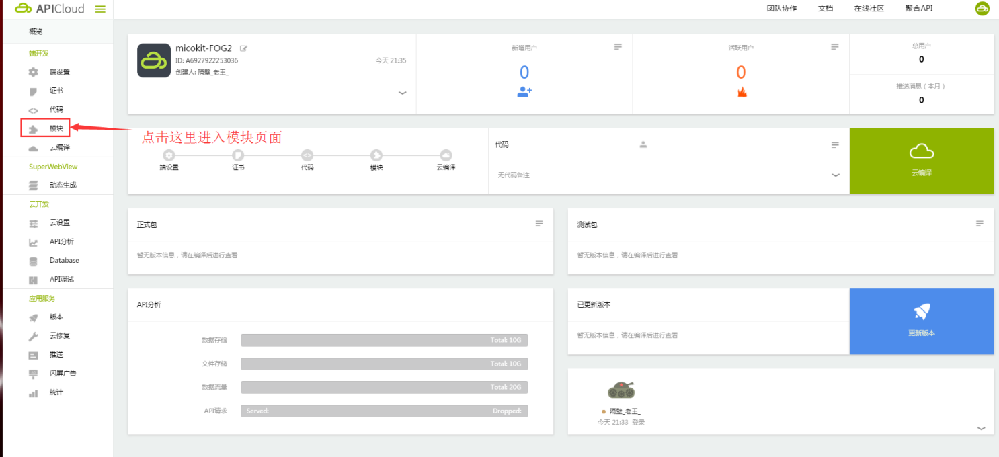 APICloud
团队协作 文档 在线社区 聚合API
概览
端开发
端设置
证书
代码
模块
云编译
SuperWebView
动态生成
云开发
云设置
API分析
Database
API调试
应用服务
版本
云修复
推送
闪屏广告
统计
micokit-FOG2
ID: A6927922253036
创建人: 隔壁_老王_
今天 21:35
新增用户
0
活跃用户
0
总用户
0
推送消息（本月）
0
点击这里进入模块页面
端设置 证书 代码 模块 云编译
代码
无代码备注
云编译
正式包
暂无版本信息，请在编译后进行查看
测试包
暂无版本信息，请在编译后进行查看
API分析
数据存储 Total: 10G
文件存储 Total: 10G
数据流量 Total: 20G
API请求 Served: Dropped:
已更新版本
暂无版本信息，请在编译后进行查看
更新版本
隔壁_老王_
今天 21:33 登录